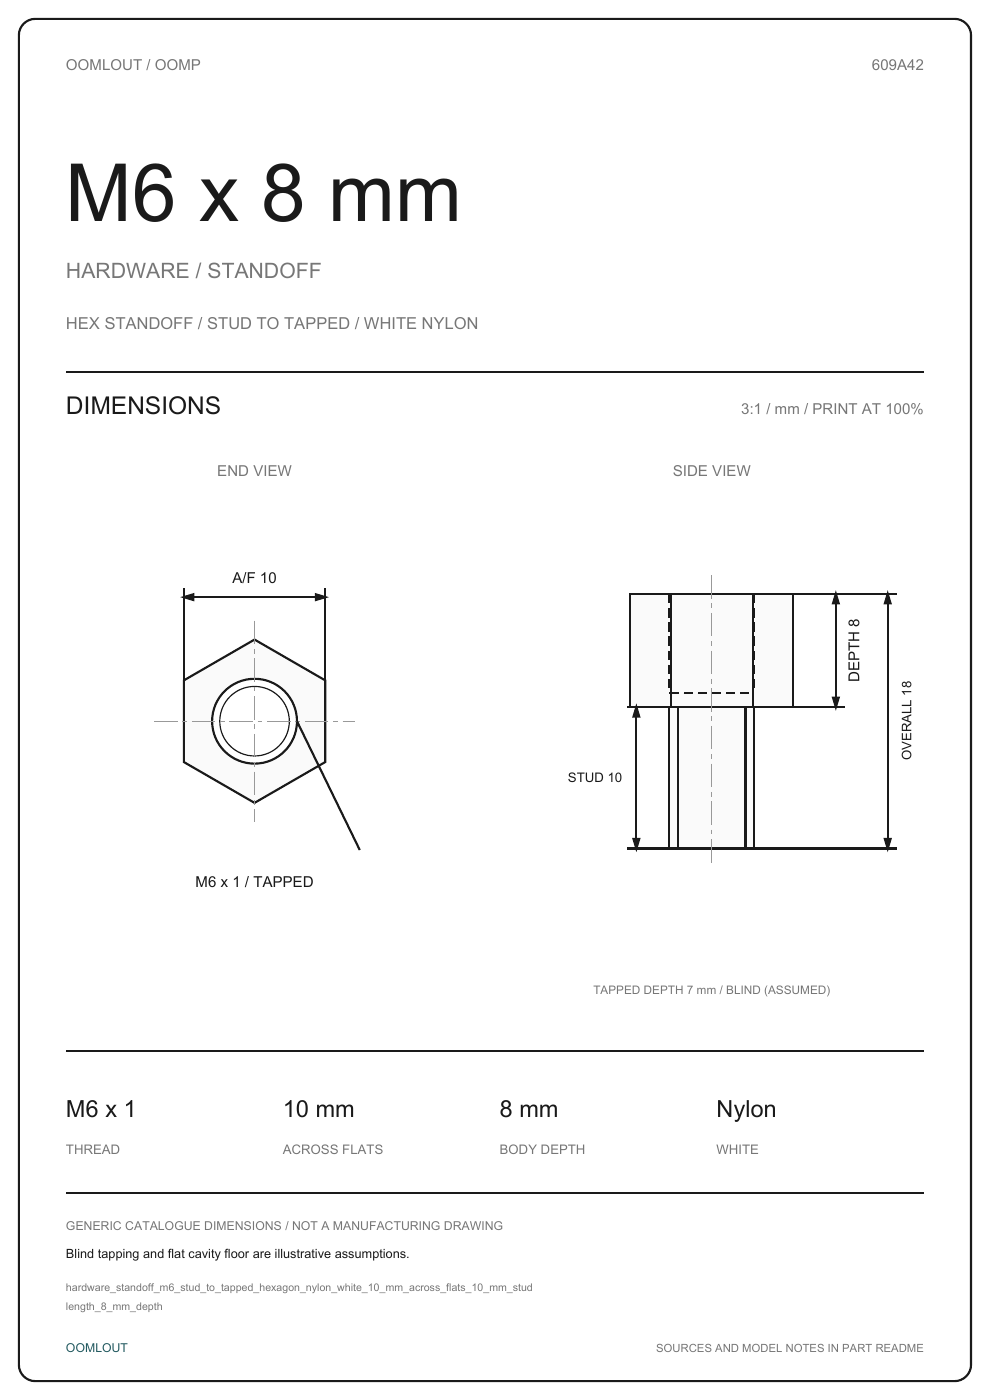 OOMLOUT / OOMP
609A42
M6 x 8 mm
HARDWARE / STANDOFF
HEX STANDOFF / STUD TO TAPPED / WHITE NYLON
DIMENSIONS
3:1 / mm / PRINT AT 100%
END VIEW
SIDE VIEW
A/F 10
DEPTH 8
OVERALL 18
STUD 10
M6 x 1 / TAPPED
TAPPED DEPTH 7 mm / BLIND (ASSUMED)
M6 x 1
10 mm
8 mm
Nylon
THREAD
ACROSS FLATS
BODY DEPTH
WHITE
GENERIC CATALOGUE DIMENSIONS / NOT A MANUFACTURING DRAWING
Blind tapping and flat cavity floor are illustrative assumptions.
hardware_standoff_m6_stud_to_tapped_hexagon_nylon_white_10_mm_across_flats_10_mm_stud
length_8_mm_depth
OOMLOUT
SOURCES AND MODEL NOTES IN PART README